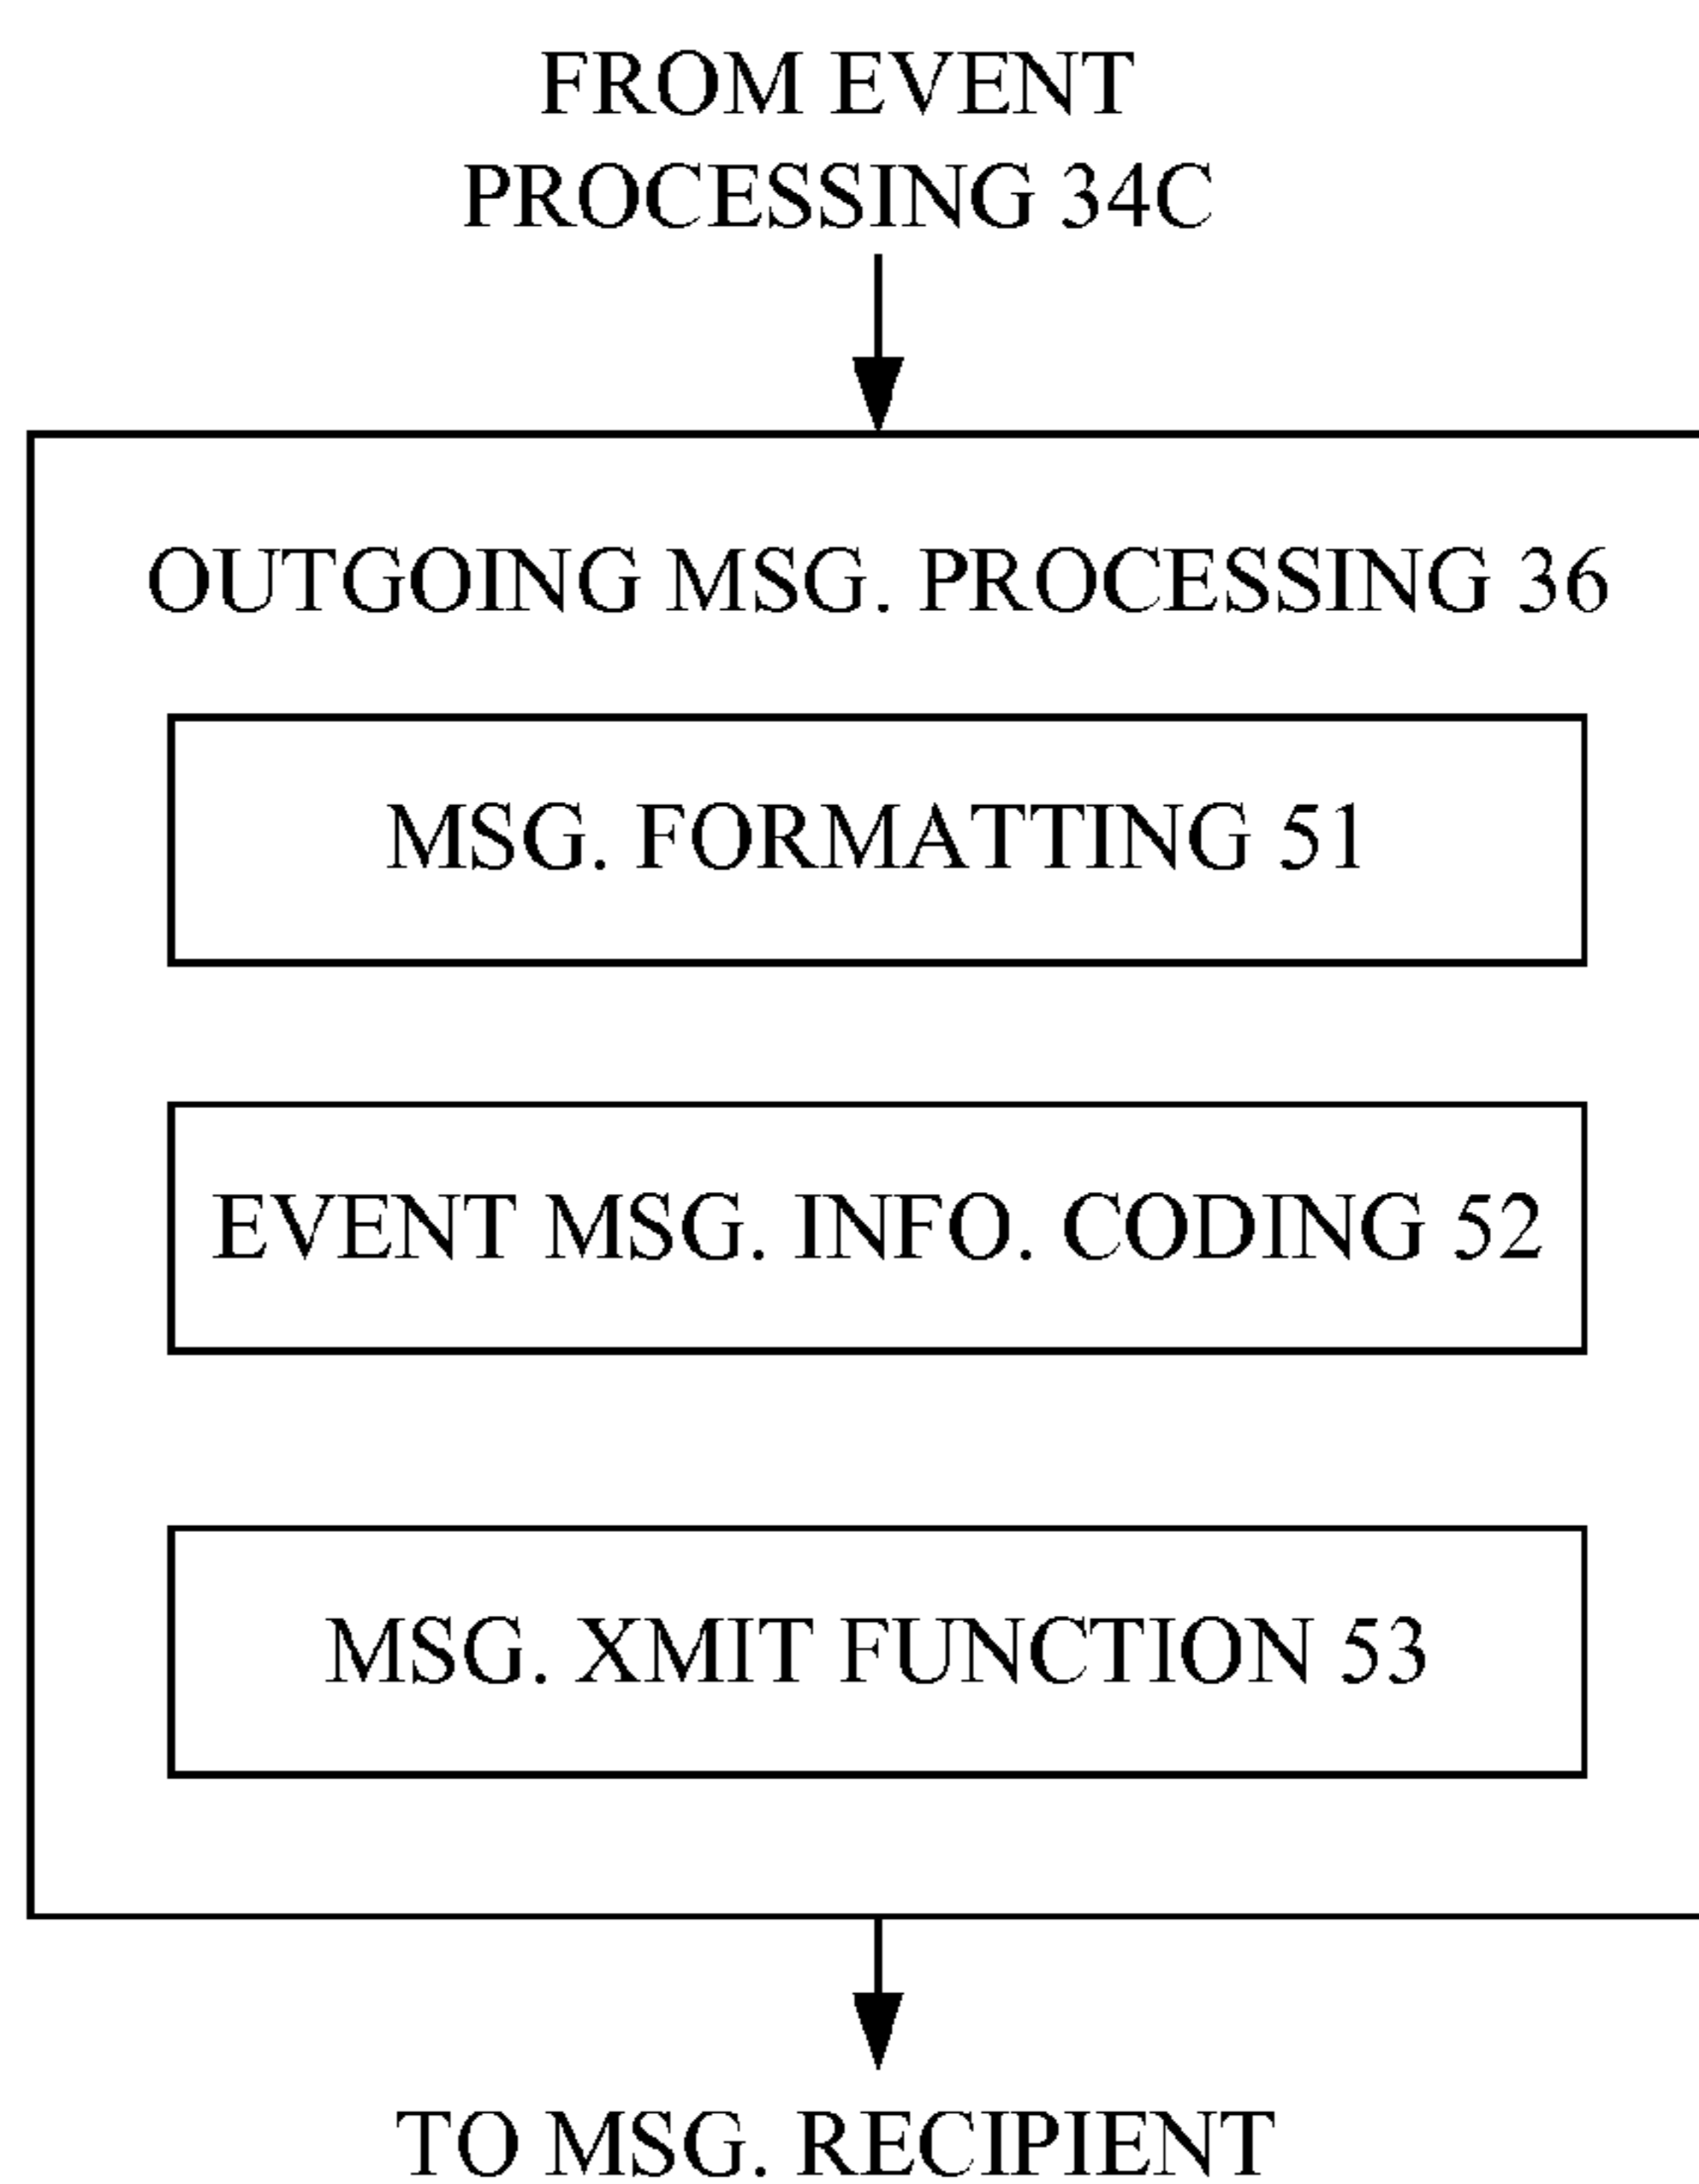 FROM EVENT
PROCESSING 34C
OUTGOING MSG. PROCESSING 36
MSG. FORMATTING 51
EVENT MSG. INFO. CODING 52
MSG. XMIT FUNCTION 53
TO MSG. RECIPIENT